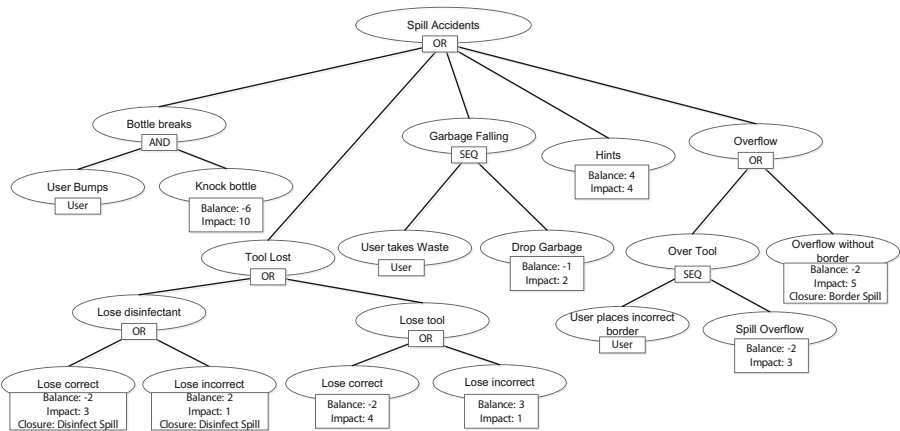 Spill Accidents
OR
Bottle breaks
AND
User Bumps
User
Knock bottle
Balance: -6
Impact: 10
Tool Lost
OR
Lose disinfectant
OR
Lose correct
Balance: -2
Impact: 3
Closure: Disinfect Spill
Lose incorrect
Balance: 2
Impact: 1
Closure: Disinfect Spill
Lose tool
OR
Lose correct
Balance: -2
Impact: 4
Lose incorrect
Balance: 3
Impact: 1
Garbage Falling
SEQ
User takes Waste
User
Drop Garbage
Balance: -1
Impact: 2
Hints
Balance: 4
Impact: 4
Overflow
OR
Over Tool
SEQ
User places incorrect
border
User
Spill Overflow
Balance: -2
Impact: 3
Overflow without
border
Balance: -2
Impact: 5
Closure: Border Spill